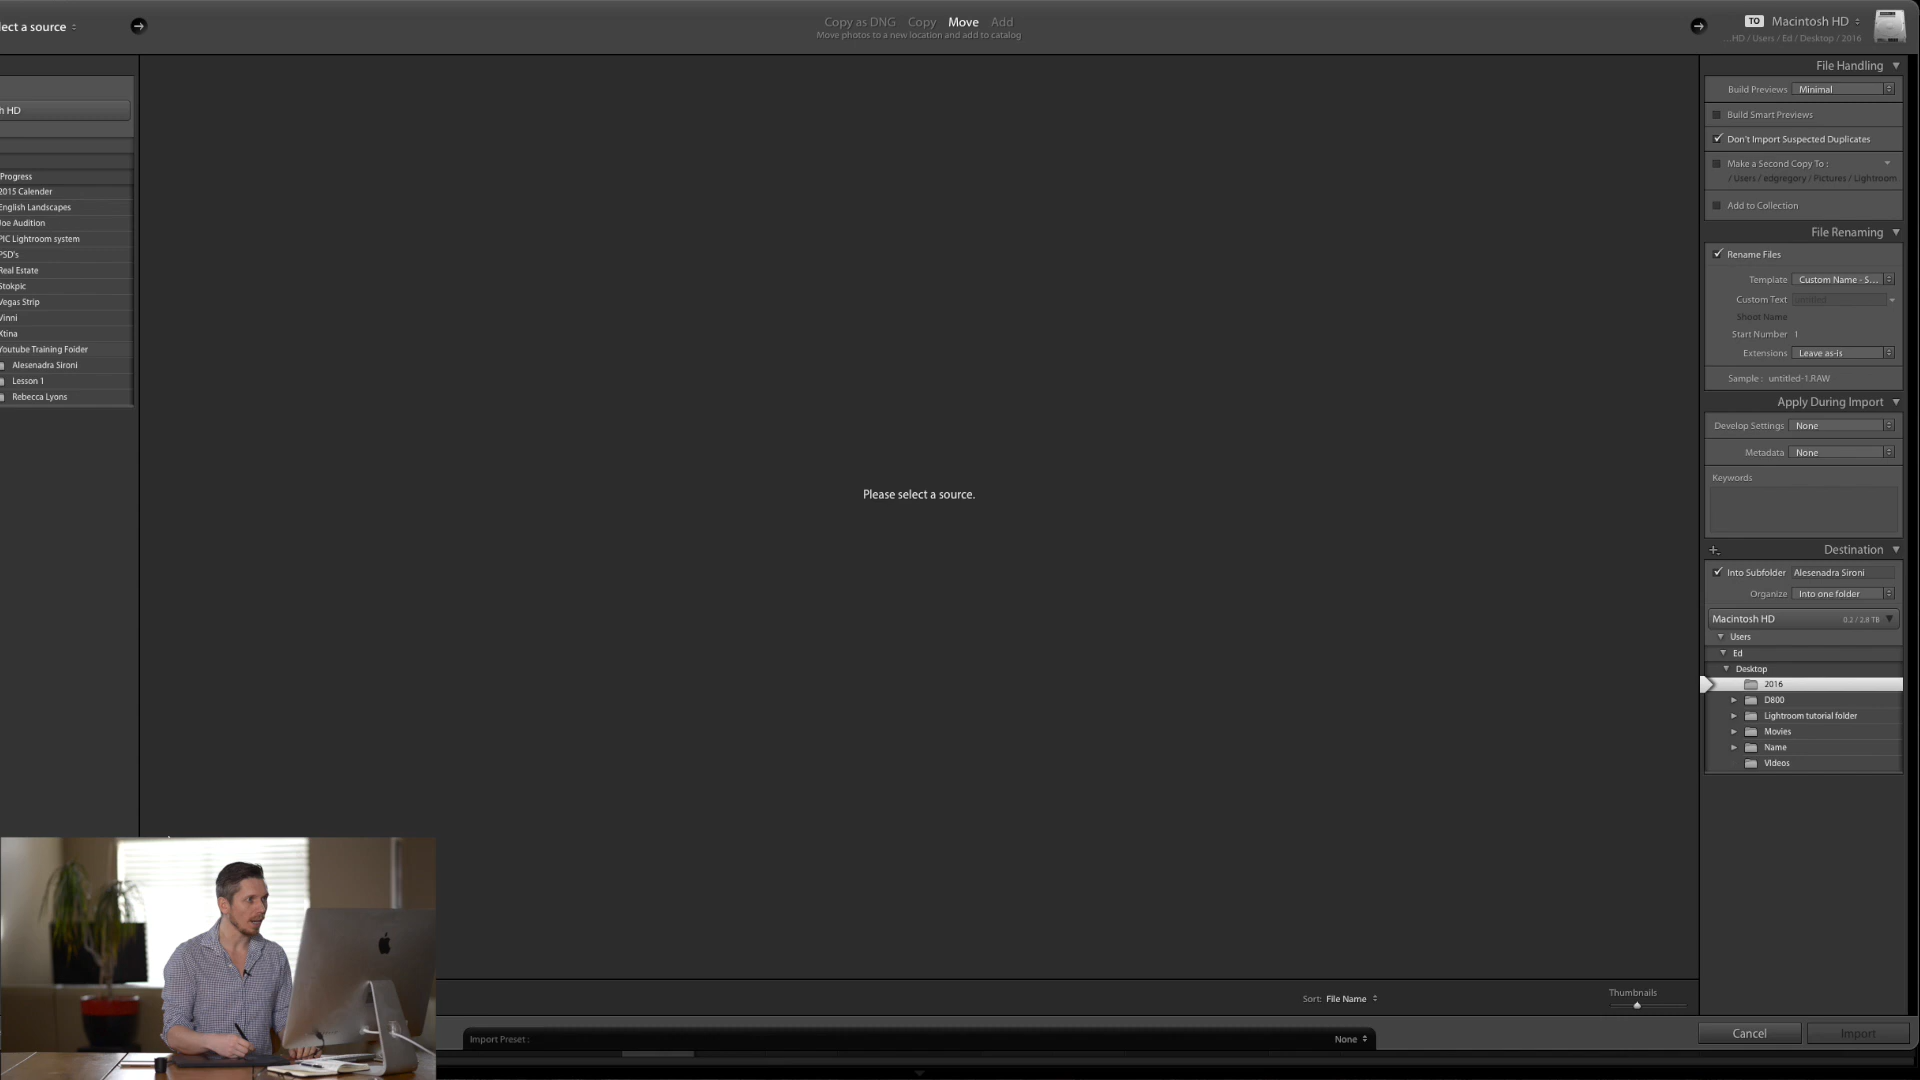 lect a source
Copy as DNG Copy Move Add
Move photos to a new location and add to catalog
TO Macintosh HD
...HD / Users / Ed / Desktop / 2016
h HD
Progress
2015 Calender
English Landscapes
Joe Audition
PIC Lightroom system
PSD's
Real Estate
Stokpic
Vegas Strip
Vinni
Xtina
Youtube Training Folder
Alesenadra Sironi
Lesson 1
Rebecca Lyons
Please select a source.
File Handling
Build Previews Minimal
Build Smart Previews
Don't Import Suspected Duplicates
Make a Second Copy To :
/ Users / edgregory / Pictures / Lightroom
Add to Collection
File Renaming
Rename Files
Template Custom Name - S...
Custom Text untitled
Shoot Name
Start Number 1
Extensions Leave as-is
Sample : untitled-1.RAW
Apply During Import
Develop Settings None
Metadata None
Keywords
Destination
Into Subfolder Alesenadra Sironi
Organize Into one folder
Macintosh HD 0.2 / 2.8 TB
Users
Ed
Desktop
2016
D800
Lightroom tutorial folder
Movies
Name
VIdeos
Sort: File Name
Thumbnails
Import Preset : None
Cancel Import